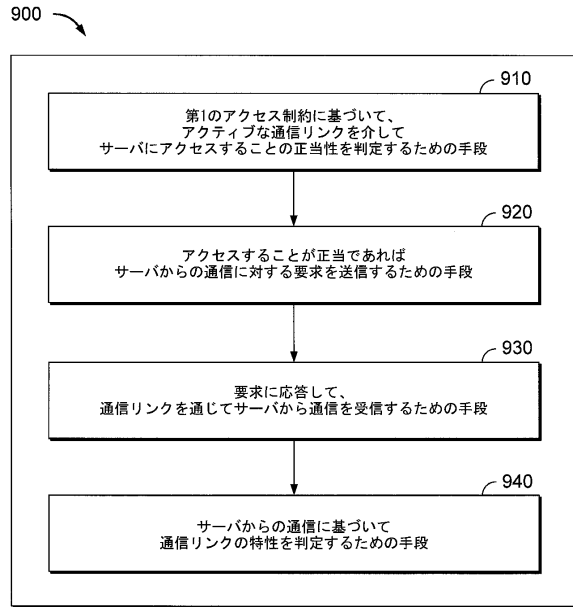 900
910
第1のアクセス制約に基づいて、
アクティブな通信リンクを介して
サーバにアクセスすることの正当性を判定するための手段
920
アクセスすることが正当であれば
サーバからの通信に対する要求を送信するための手段
930
要求に応答して、
通信リンクを通じてサーバから通信を受信するための手段
940
サーバからの通信に基づいて
通信リンクの特性を判定するための手段